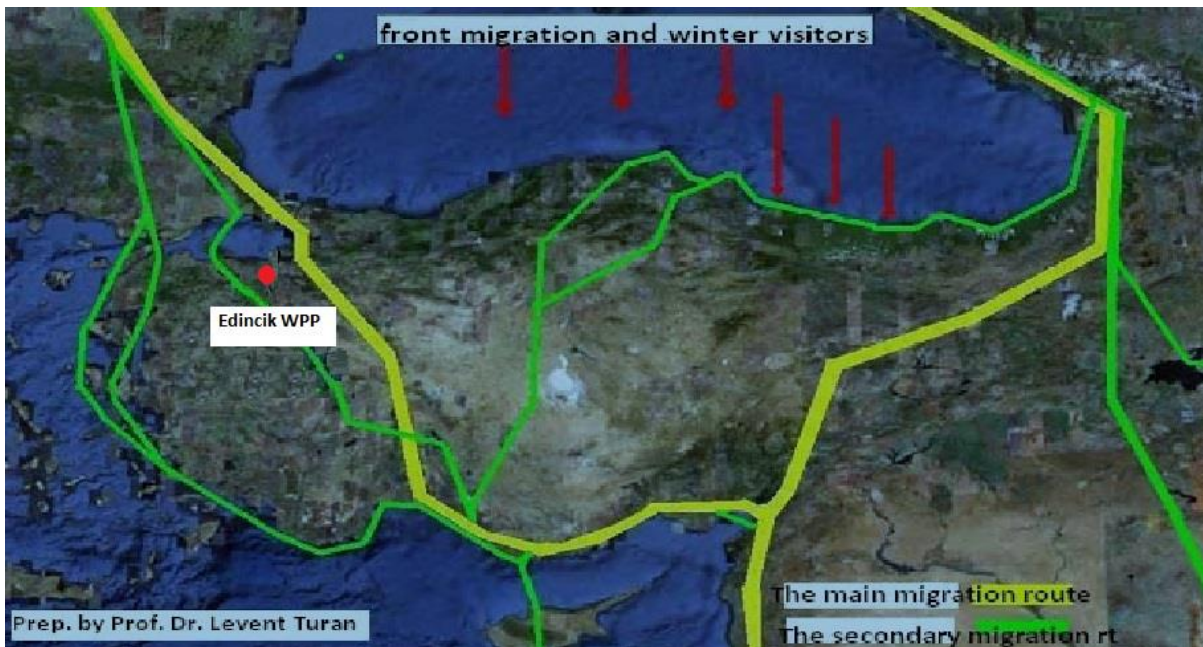 front migration and winter visitors
Edincik WPP
The main migration route
Prep. by Prof. Dr. Levent Turan
The secondary migration rt